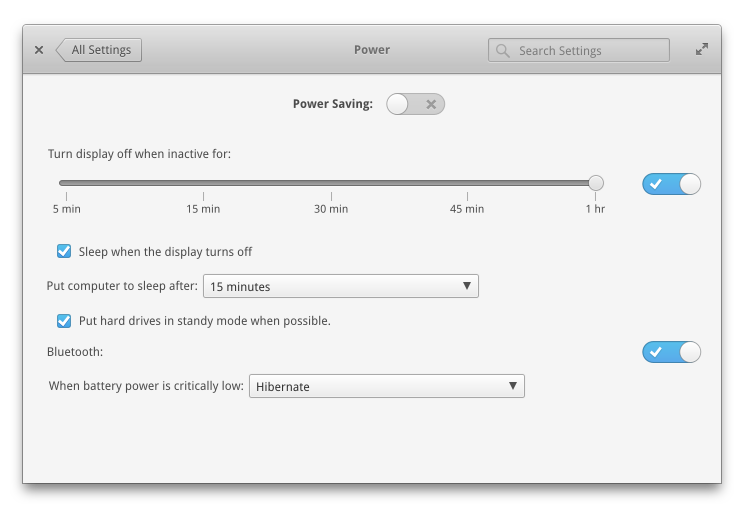 All Settings
Power
Search Settings
Power Saving:
Turn display off when inactive for:
5 min
15 min
30 min
45 min
1 hr
Sleep when the display turns off
Put computer to sleep after:
15 minutes
Put hard drives in standy mode when possible.
Bluetooth:
When battery power is critically low:
Hibernate